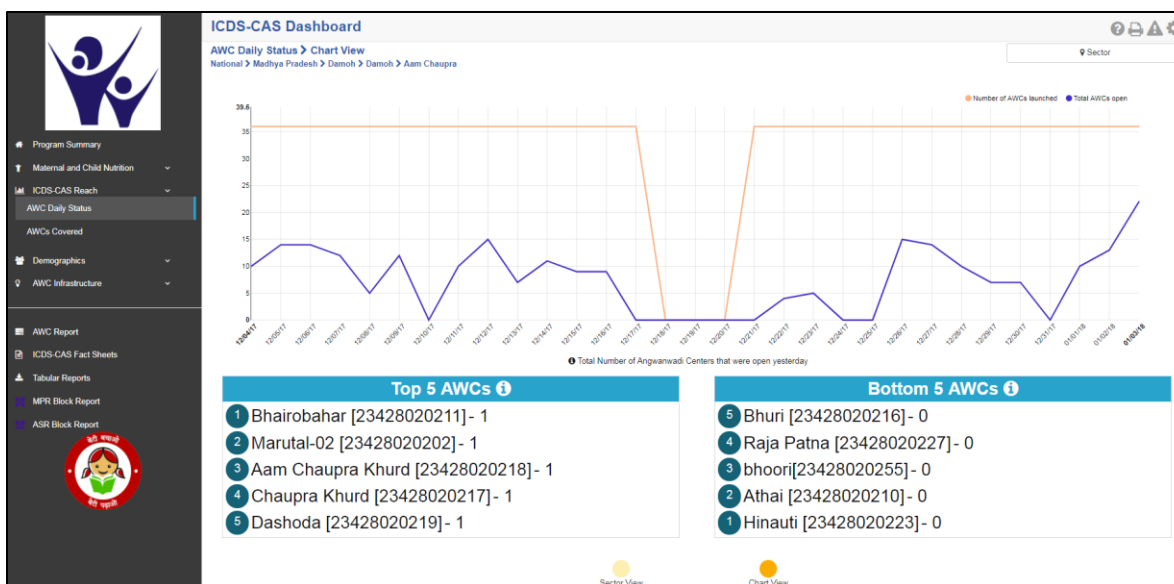 ICDS-CAS Dashboard
AWC Daily Status > Chart View
National > Madhya Pradesh > Damoh > Damoh > Aam Chaupra
Sector
Program Summary
Maternal and Child Nutrition
ICDS-CAS Reach
AWC Daily Status
AWCs Covered
Demographics
AWC Infrastructure
AWC Report
ICDS-CAS Fact Sheets
Tabular Reports
MPR Block Report
ASR Block Report
बेटी बचाओ
बेटी पढ़ाओ
Number of AWCs launched Total AWCs open
39.6
35
30
25
20
15
10
5
0
12/04/17 12/05/17 12/06/17 12/07/17 12/08/17 12/09/17 12/10/17 12/11/17 12/12/17 12/13/17 12/14/17 12/15/17 12/16/17 12/17/17 12/18/17 12/19/17 12/20/17 12/21/17 12/22/17 12/23/17 12/24/17 12/25/17 12/26/17 12/27/17 12/28/17 12/29/17 12/30/17 12/31/17 01/01/18 01/02/18 01/03/18
Total Number of Angwanwadi Centers that were open yesterday
Top 5 AWCs
1 Bhairobahar [23428020211] - 1
2 Marutal-02 [23428020202] - 1
3 Aam Chaupra Khurd [23428020218] - 1
4 Chaupra Khurd [23428020217] - 1
5 Dashoda [23428020219] - 1
Bottom 5 AWCs
5 Bhuri [23428020216] - 0
4 Raja Patna [23428020227] - 0
3 bhoori[23428020255] - 0
2 Athai [23428020210] - 0
1 Hinauti [23428020223] - 0
Sector View
Chart View